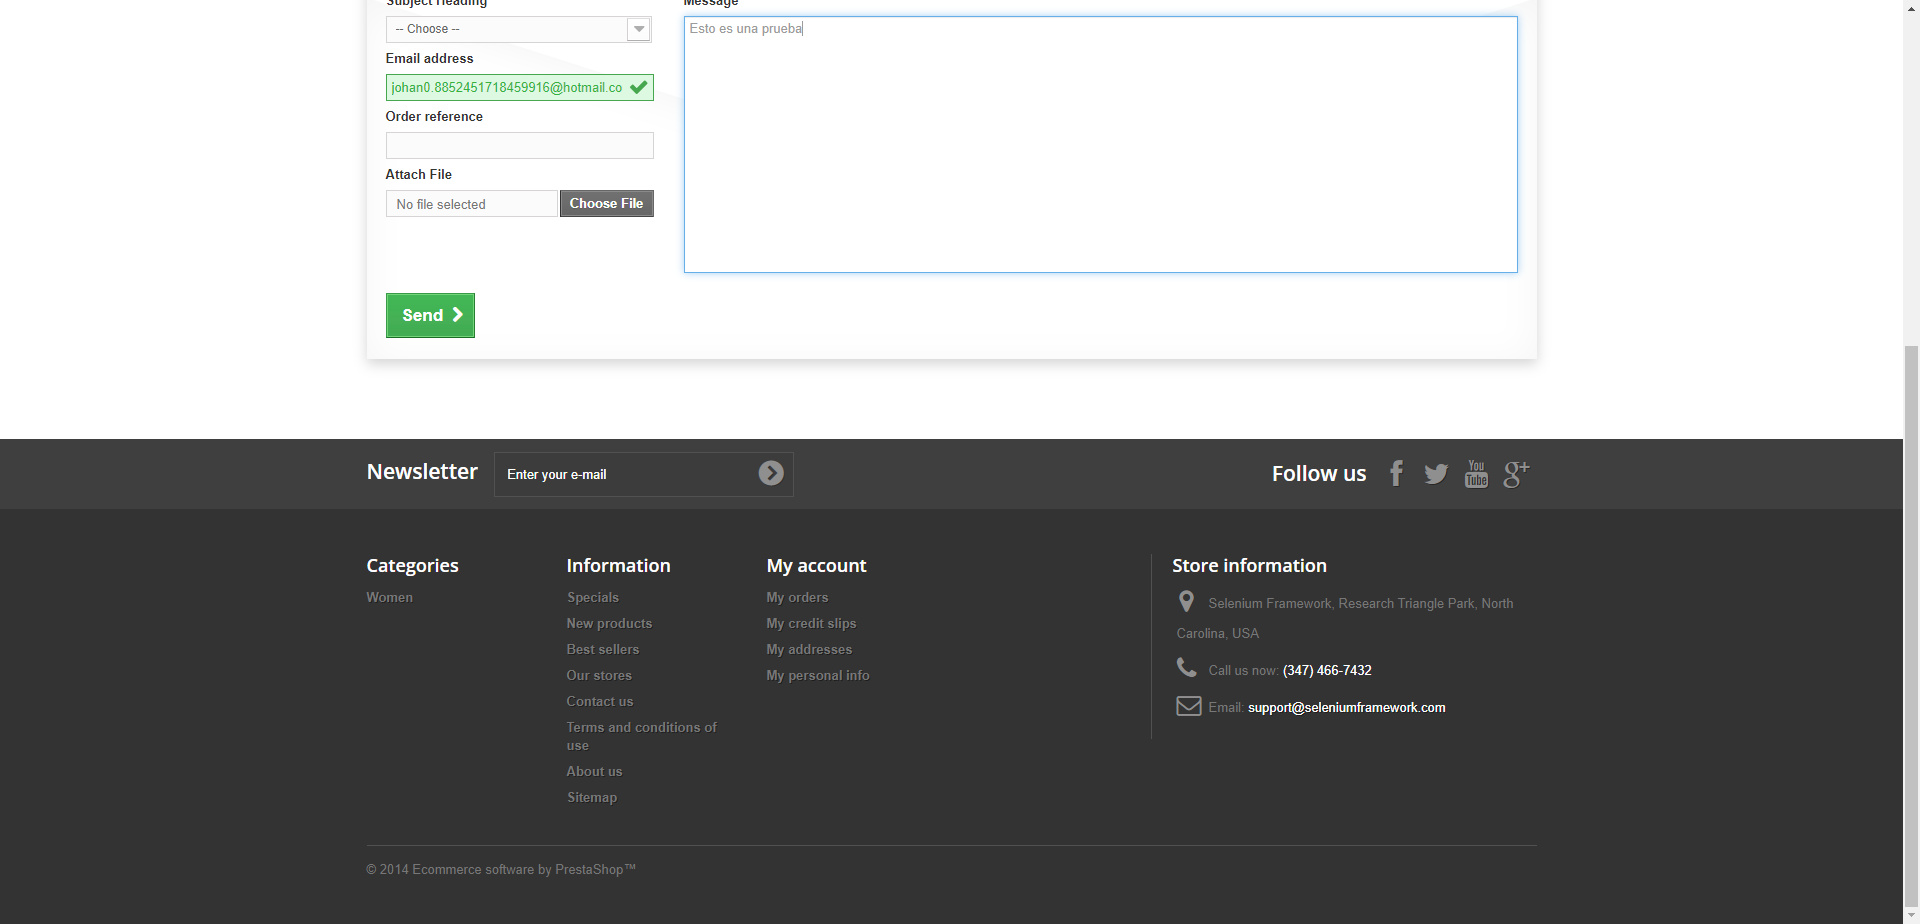 Subject Heading
Message
-- Choose --
Esto es una prueba
Email address
johan0.8852451718459916@hotmail.co
Order reference
Attach File
No file selected
Choose File
Send
Newsletter
Enter your e-mail
Follow us
You
Tube
g+
Categories
Information
My account
Store information
Women
Specials
New products
Best sellers
Our stores
Contact us
Terms and conditions of
use
About us
Sitemap
My orders
My credit slips
My addresses
My personal info
Selenium Framework, Research Triangle Park, North
Carolina, USA
Call us now: (347) 466-7432
Email: support@seleniumframework.com
© 2014 Ecommerce software by PrestaShop™